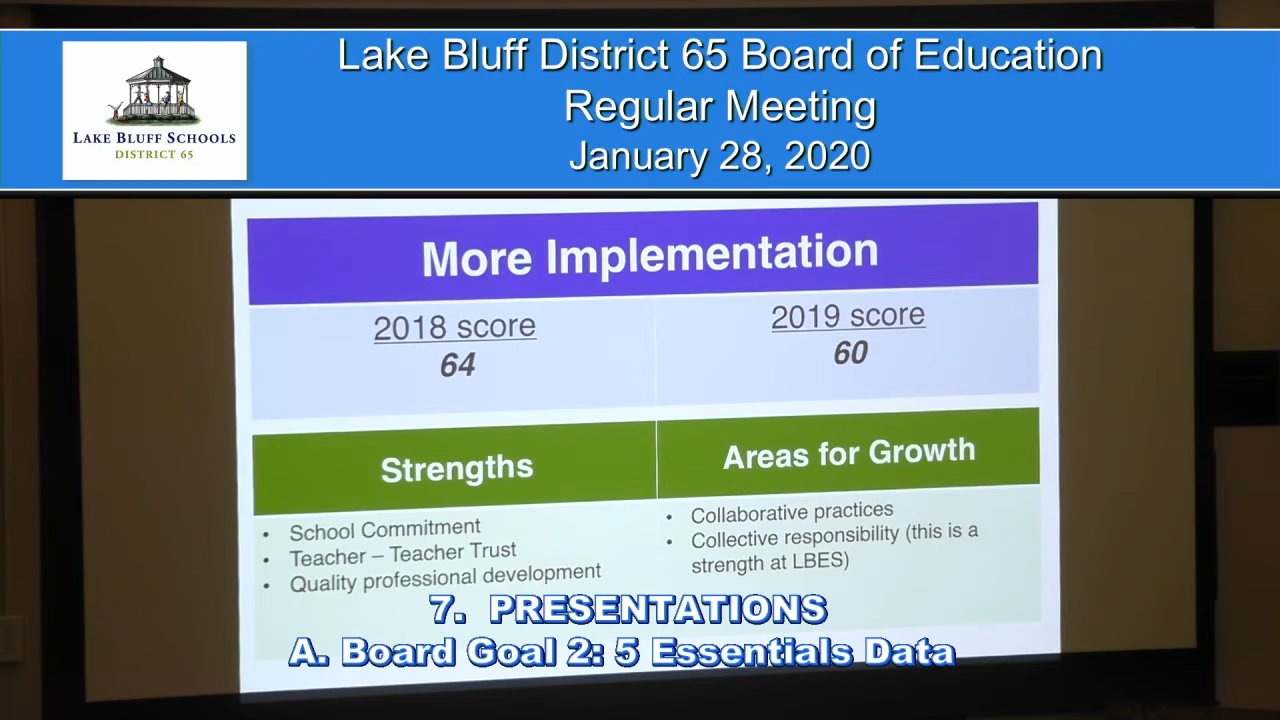 Lake Bluff District 65 Board of Education
Regular Meeting
January 28, 2020
LAKE BLUFF SCHOOLS
DISTRICT 65
More Implementation
2018 score
64
2019 score
60
Strengths
• School Commitment
• Teacher – Teacher Trust
• Quality professional development
Areas for Growth
• Collaborative practices
• Collective responsibility (this is a
strength at LBES)
7. PRESENTATIONS
A. Board Goal 2: 5 Essentials Data